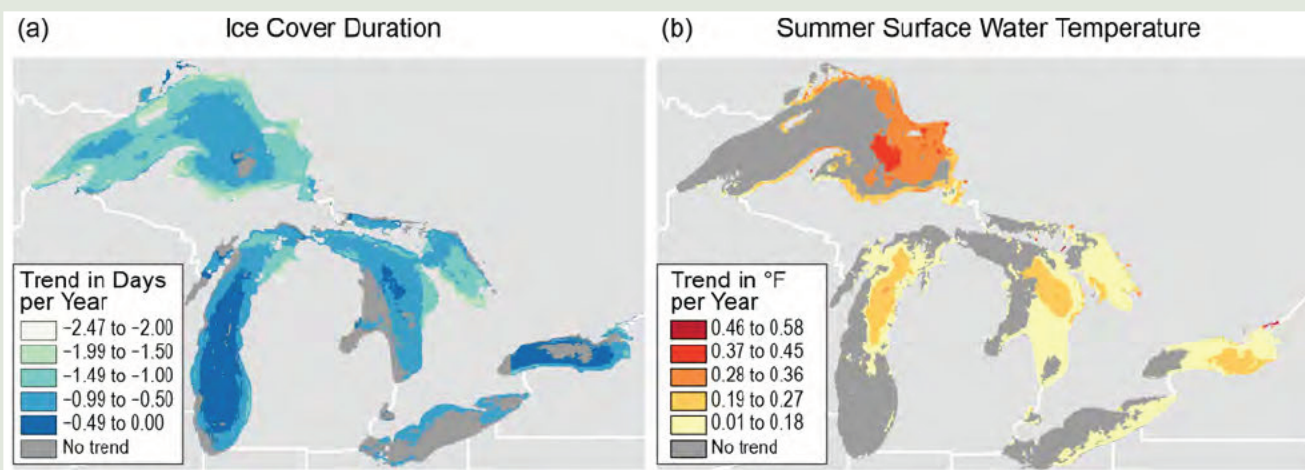 (a) Ice Cover Duration
Trend in Days
per Year
−2.47 to −2.00
−1.99 to −1.50
−1.49 to −1.00
−0.99 to −0.50
−0.49 to 0.00
No trend
(b) Summer Surface Water Temperature
Trend in °F
per Year
0.46 to 0.58
0.37 to 0.45
0.28 to 0.36
0.19 to 0.27
0.01 to 0.18
No trend